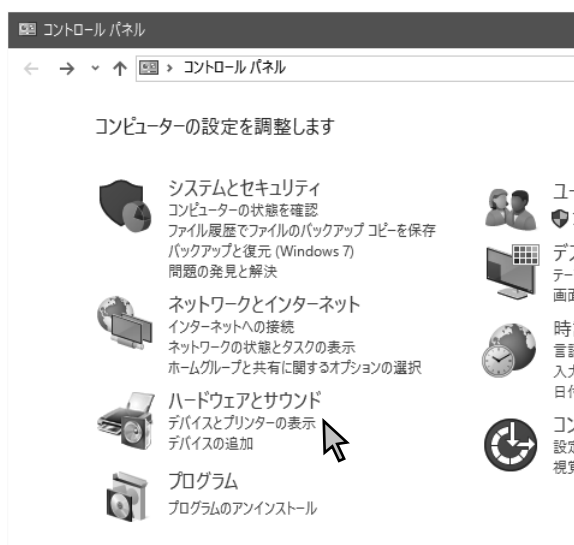 コントロール パネル
コントロール パネル
コンピューターの設定を調整します
システムとセキュリティ
コンピューターの状態を確認
ファイル履歴でファイルのバックアップ コピーを保存
バックアップと復元 (Windows 7)
問題の発見と解決
ネットワークとインターネット
インターネットへの接続
ネットワークの状態とタスクの表示
ホームグループと共有に関するオプションの選択
ハードウェアとサウンド
デバイスとプリンターの表示
デバイスの追加
プログラム
プログラムのアンインストール